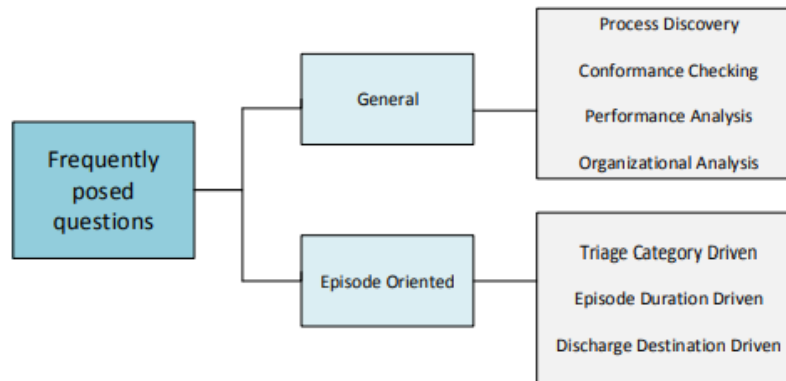 Frequently
posed
questions
General
Process Discovery
Conformance Checking
Performance Analysis
Organizational Analysis
Episode Oriented
Triage Category Driven
Episode Duration Driven
Discharge Destination Driven